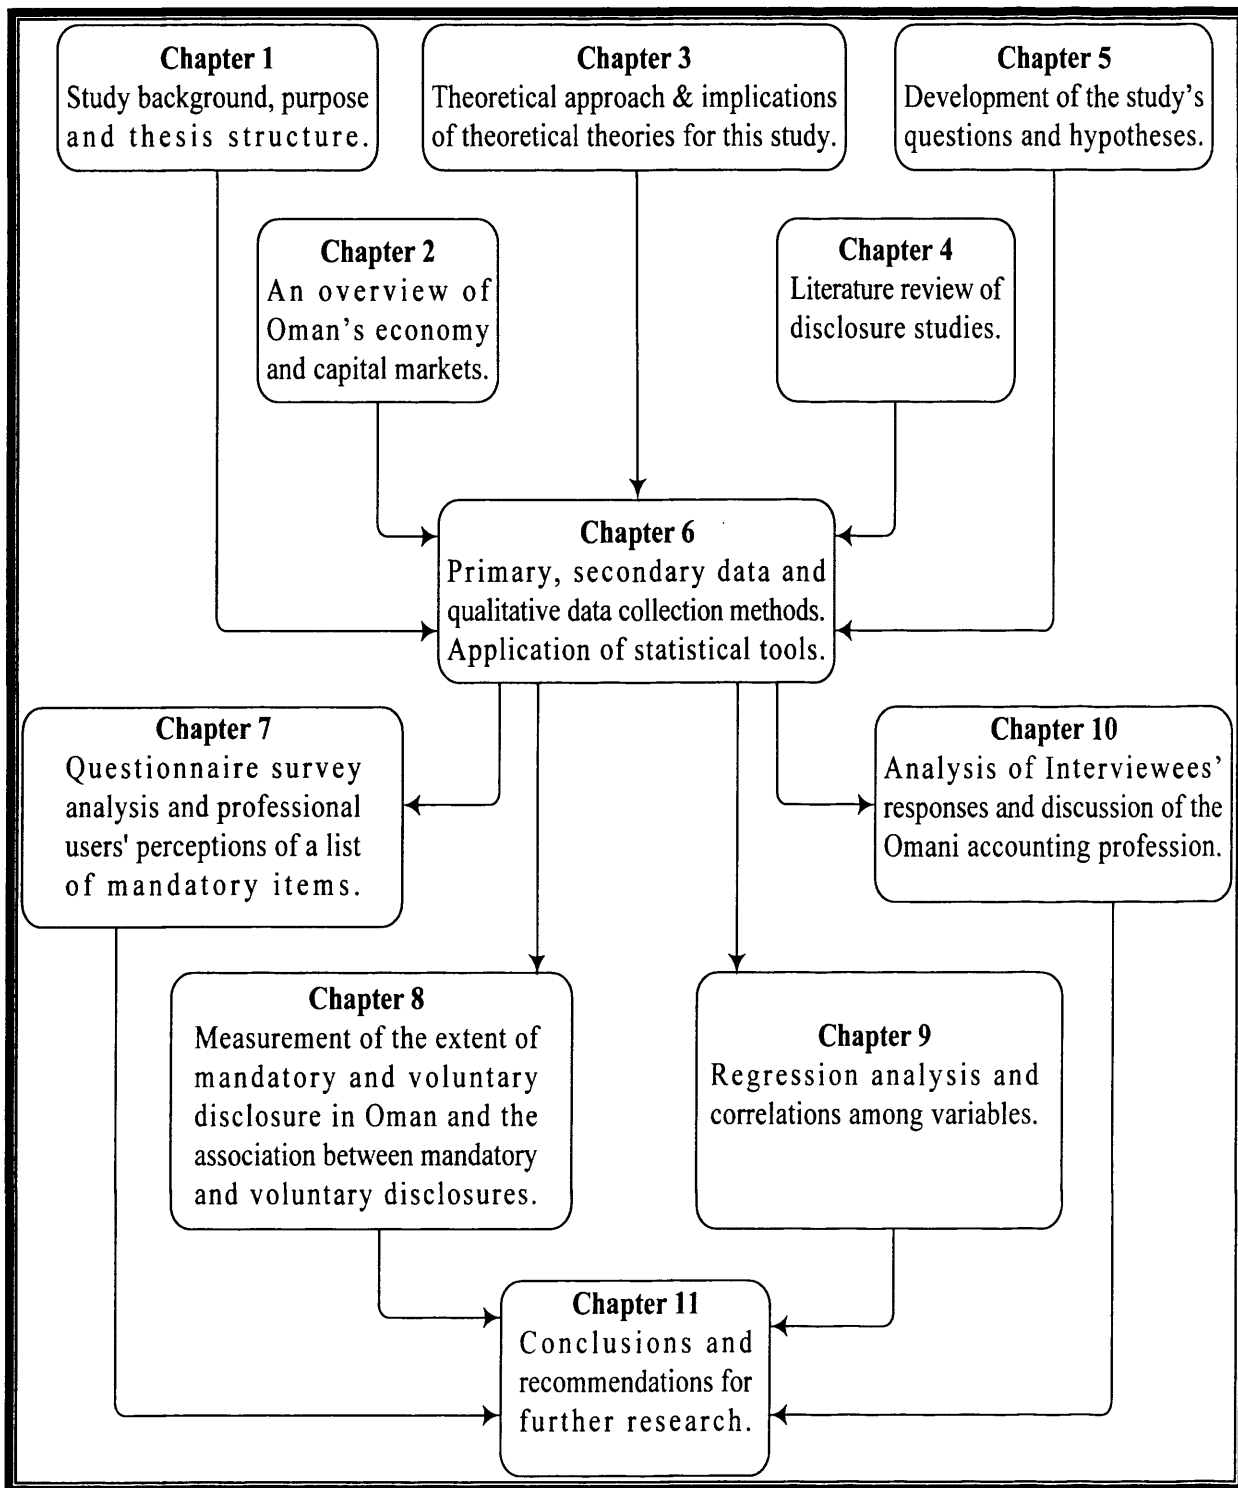 Chapter 1
Study background, purpose
and thesis structure.
Chapter 3
Theoretical approach & implications
of theoretical theories for this study.
Chapter 5
Development of the study's
questions and hypotheses.
Chapter 2
An overview of
Oman's economy
and capital markets.
Chapter 4
Literature review of
disclosure studies.
Chapter 6
Primary, secondary data and
qualitative data collection methods.
Application of statistical tools.
Chapter 7
Questionnaire survey
analysis and professional
users' perceptions of a list
of mandatory items.
Chapter 10
Analysis of Interviewees'
responses and discussion of the
Omani accounting profession.
Chapter 8
Measurement of the extent of
mandatory and voluntary
disclosure in Oman and the
association between mandatory
and voluntary disclosures.
Chapter 9
Regression analysis and
correlations among variables.
Chapter 11
Conclusions and
recommendations for
further research.